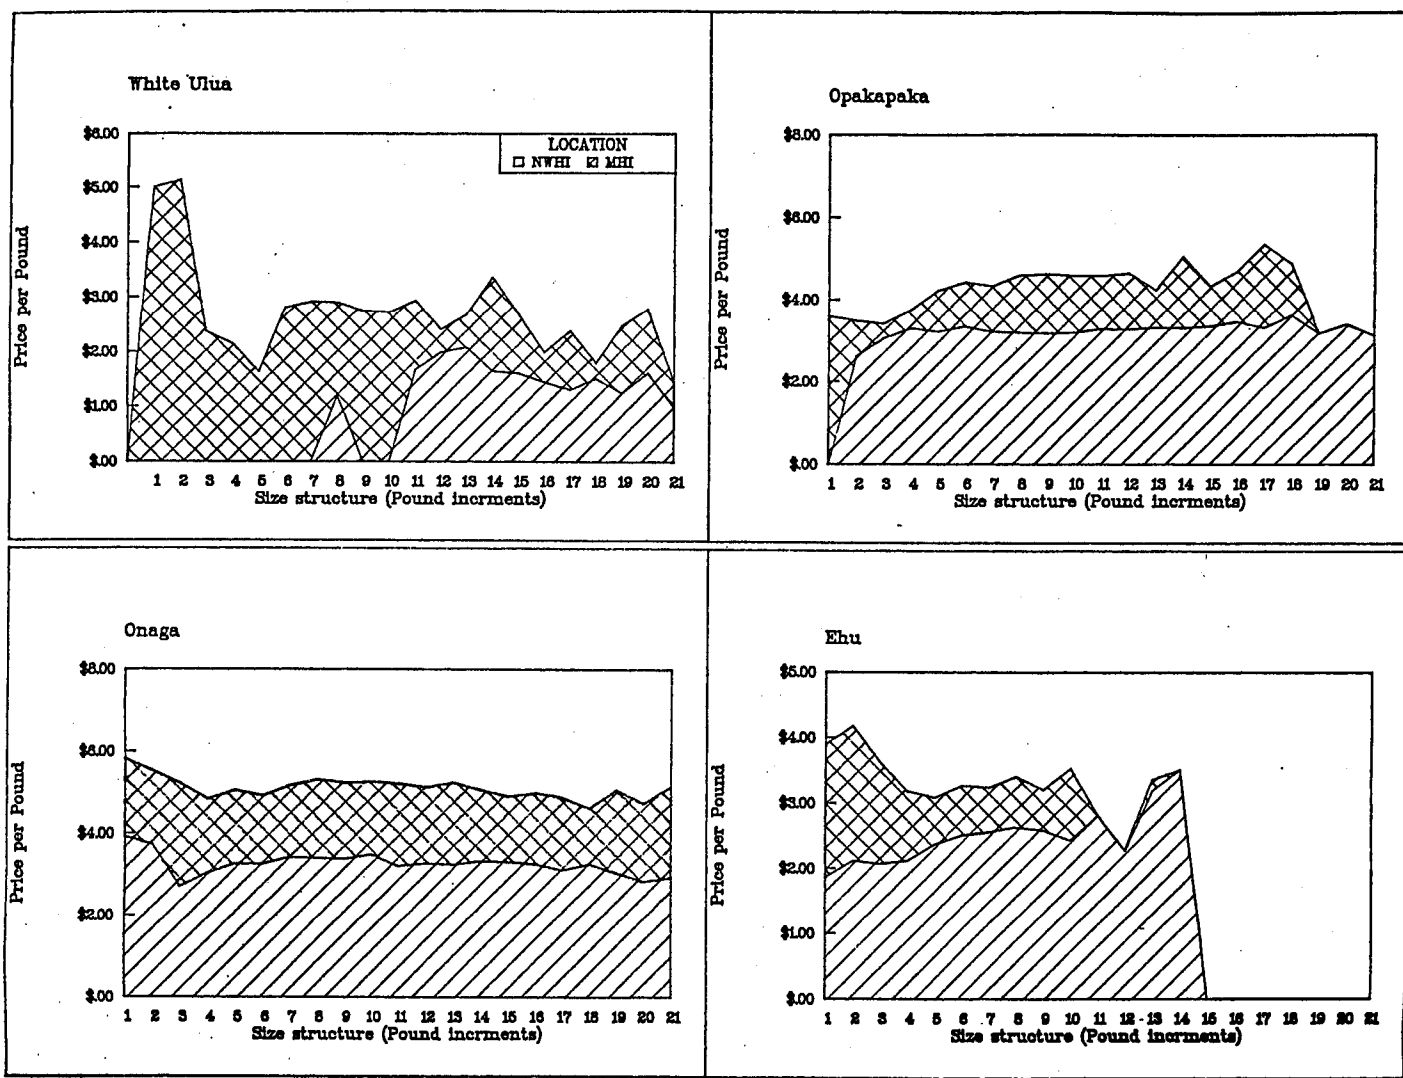 White Ulua
$6.00
LOCATION
NWHI MHI
$5.00
$4.00
$3.00
$2.00
$1.00
$.00
Price per Pound
1 2 3 4 5 6 7 8 9 10 11 12 13 14 15 16 17 18 19 20 21
Size structure (Pound incrments)
Opakapaka
$8.00
$6.00
$4.00
$2.00
$.00
Price per Pound
1 2 3 4 5 6 7 8 9 10 11 12 13 14 15 16 17 18 19 20 21
Size structure (Pound incrments)
Onaga
$8.00
$6.00
$4.00
$2.00
$.00
Price per Pound
1 2 3 4 5 6 7 8 9 10 11 12 13 14 15 16 17 18 19 20 21
Size structure (Pound incrments)
Ehu
$5.00
$4.00
$3.00
$2.00
$1.00
$.00
Price per Pound
1 2 3 4 5 6 7 8 9 10 11 12 13 14 15 16 17 18 19 20 21
Size structure (Pound incrments)